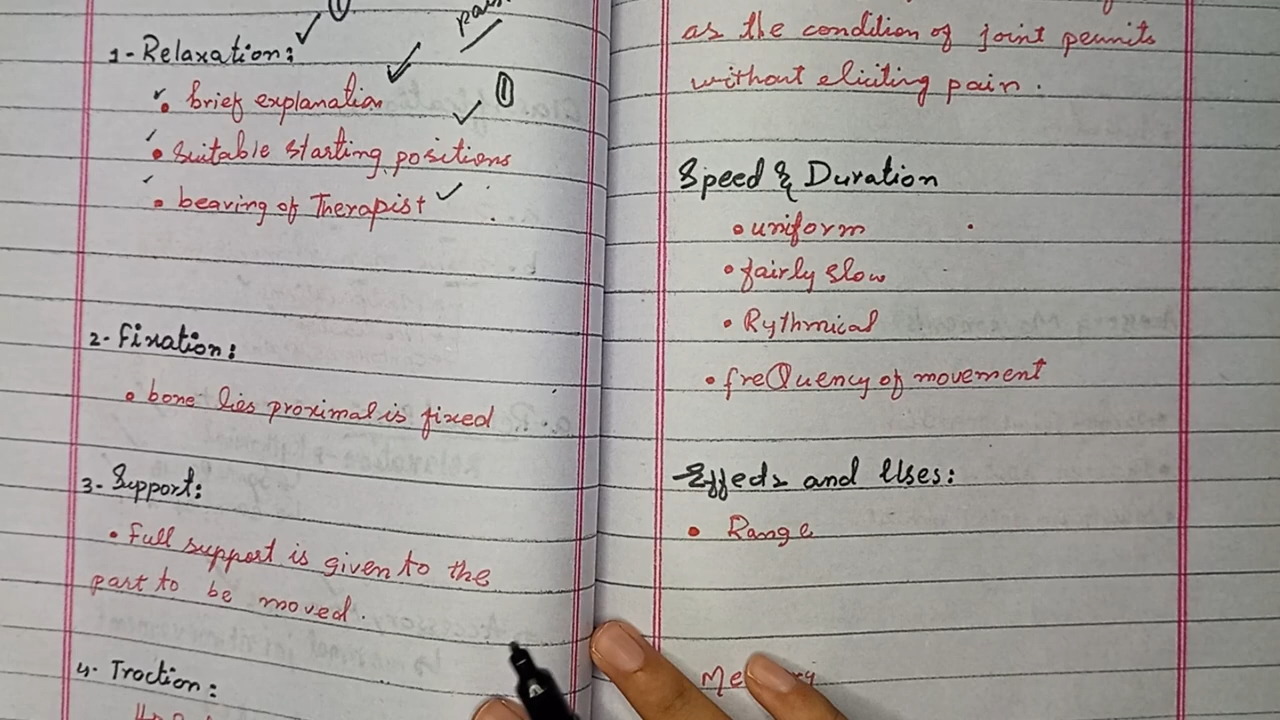 1- Relaxation:
• brief explanation
• Suitable starting positions
• bearing of Therapist
2- Fixation:
• bone lies proximal is fixed
3- Support:
• Full support is given to the
part to be moved.
4- Traction:
as the condition of joint permits
without eliciting pain.
Speed & Duration
• uniform
• fairly slow
• Rythmical
• freQuency of movement
Effects and Uses:
• Range